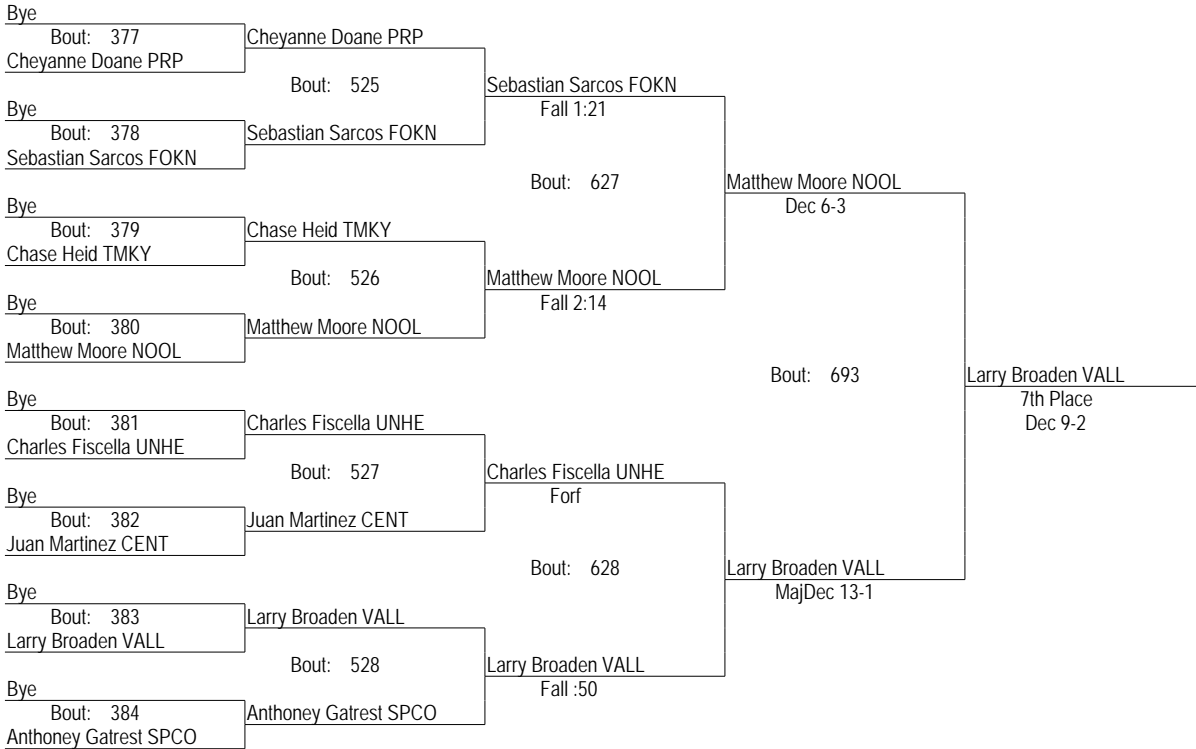 Bye
Bout: 377
Cheyanne Doane PRP
Cheyanne Doane PRP
Bout: 525
Sebastian Sarcos FOKN
Fall 1:21
Bye
Bout: 378
Sebastian Sarcos FOKN
Sebastian Sarcos FOKN
Bout: 627
Matthew Moore NOOL
Dec 6-3
Bye
Bout: 379
Chase Heid TMKY
Chase Heid TMKY
Bout: 526
Matthew Moore NOOL
Fall 2:14
Bye
Bout: 380
Matthew Moore NOOL
Matthew Moore NOOL
Bout: 693
Larry Broaden VALL
7th Place
Dec 9-2
Bye
Bout: 381
Charles Fiscella UNHE
Charles Fiscella UNHE
Bout: 527
Charles Fiscella UNHE
Forf
Bye
Bout: 382
Juan Martinez CENT
Juan Martinez CENT
Bout: 628
Larry Broaden VALL
MajDec 13-1
Bye
Bout: 383
Larry Broaden VALL
Larry Broaden VALL
Bout: 528
Larry Broaden VALL
Fall :50
Bye
Bout: 384
Anthoney Gatrest SPCO
Anthoney Gatrest SPCO